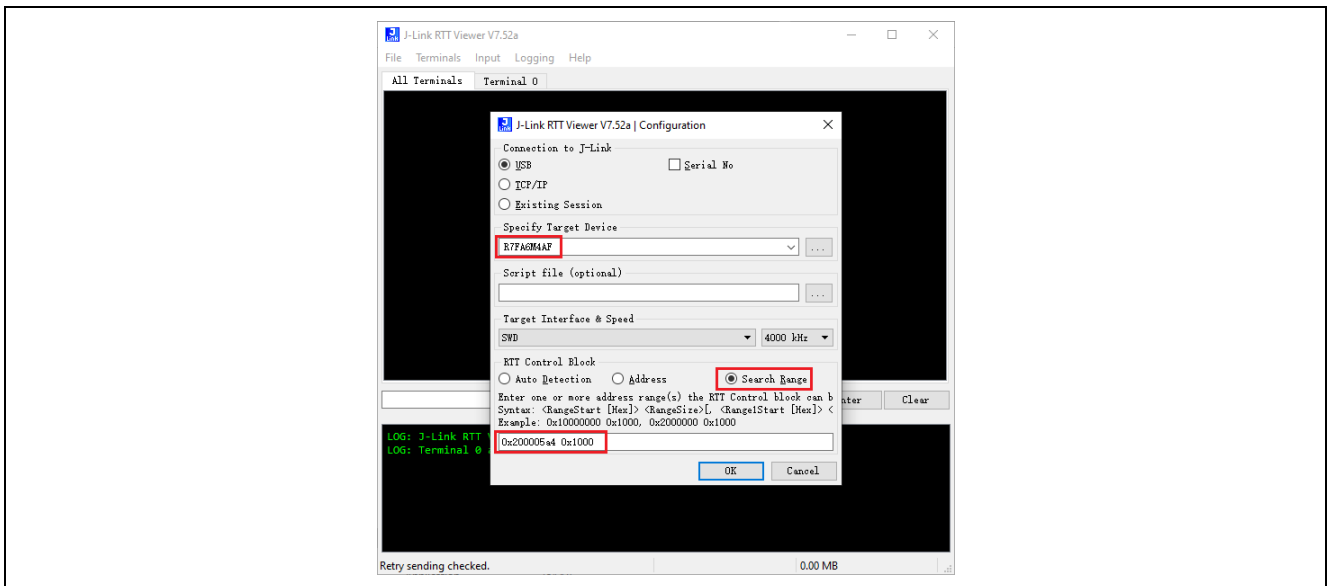 J-Link RTT Viewer V7.52a
File Terminals Input Logging Help
All Terminals Terminal 0
J-Link RTT Viewer V7.52a | Configuration
Connection to J-Link
USB Serial No
TCP/IP
Existing Session
Specify Target Device
R7FA6M4AF
...
Script file (optional)
...
Target Interface & Speed
SWD 4000 kHz
RTT Control Block
Auto Detection Address Search Range
Enter one or more address range(s) the RTT Control block can b
Syntax: <RangeStart [Hex]> <RangeSize>[, <Range1Start [Hex]> <
Example: 0x10000000 0x1000, 0x2000000 0x1000
0x200005a4 0x1000
OK Cancel
nter Clear
LOG: J-Link RTT
LOG: Terminal 0
Retry sending checked. 0.00 MB